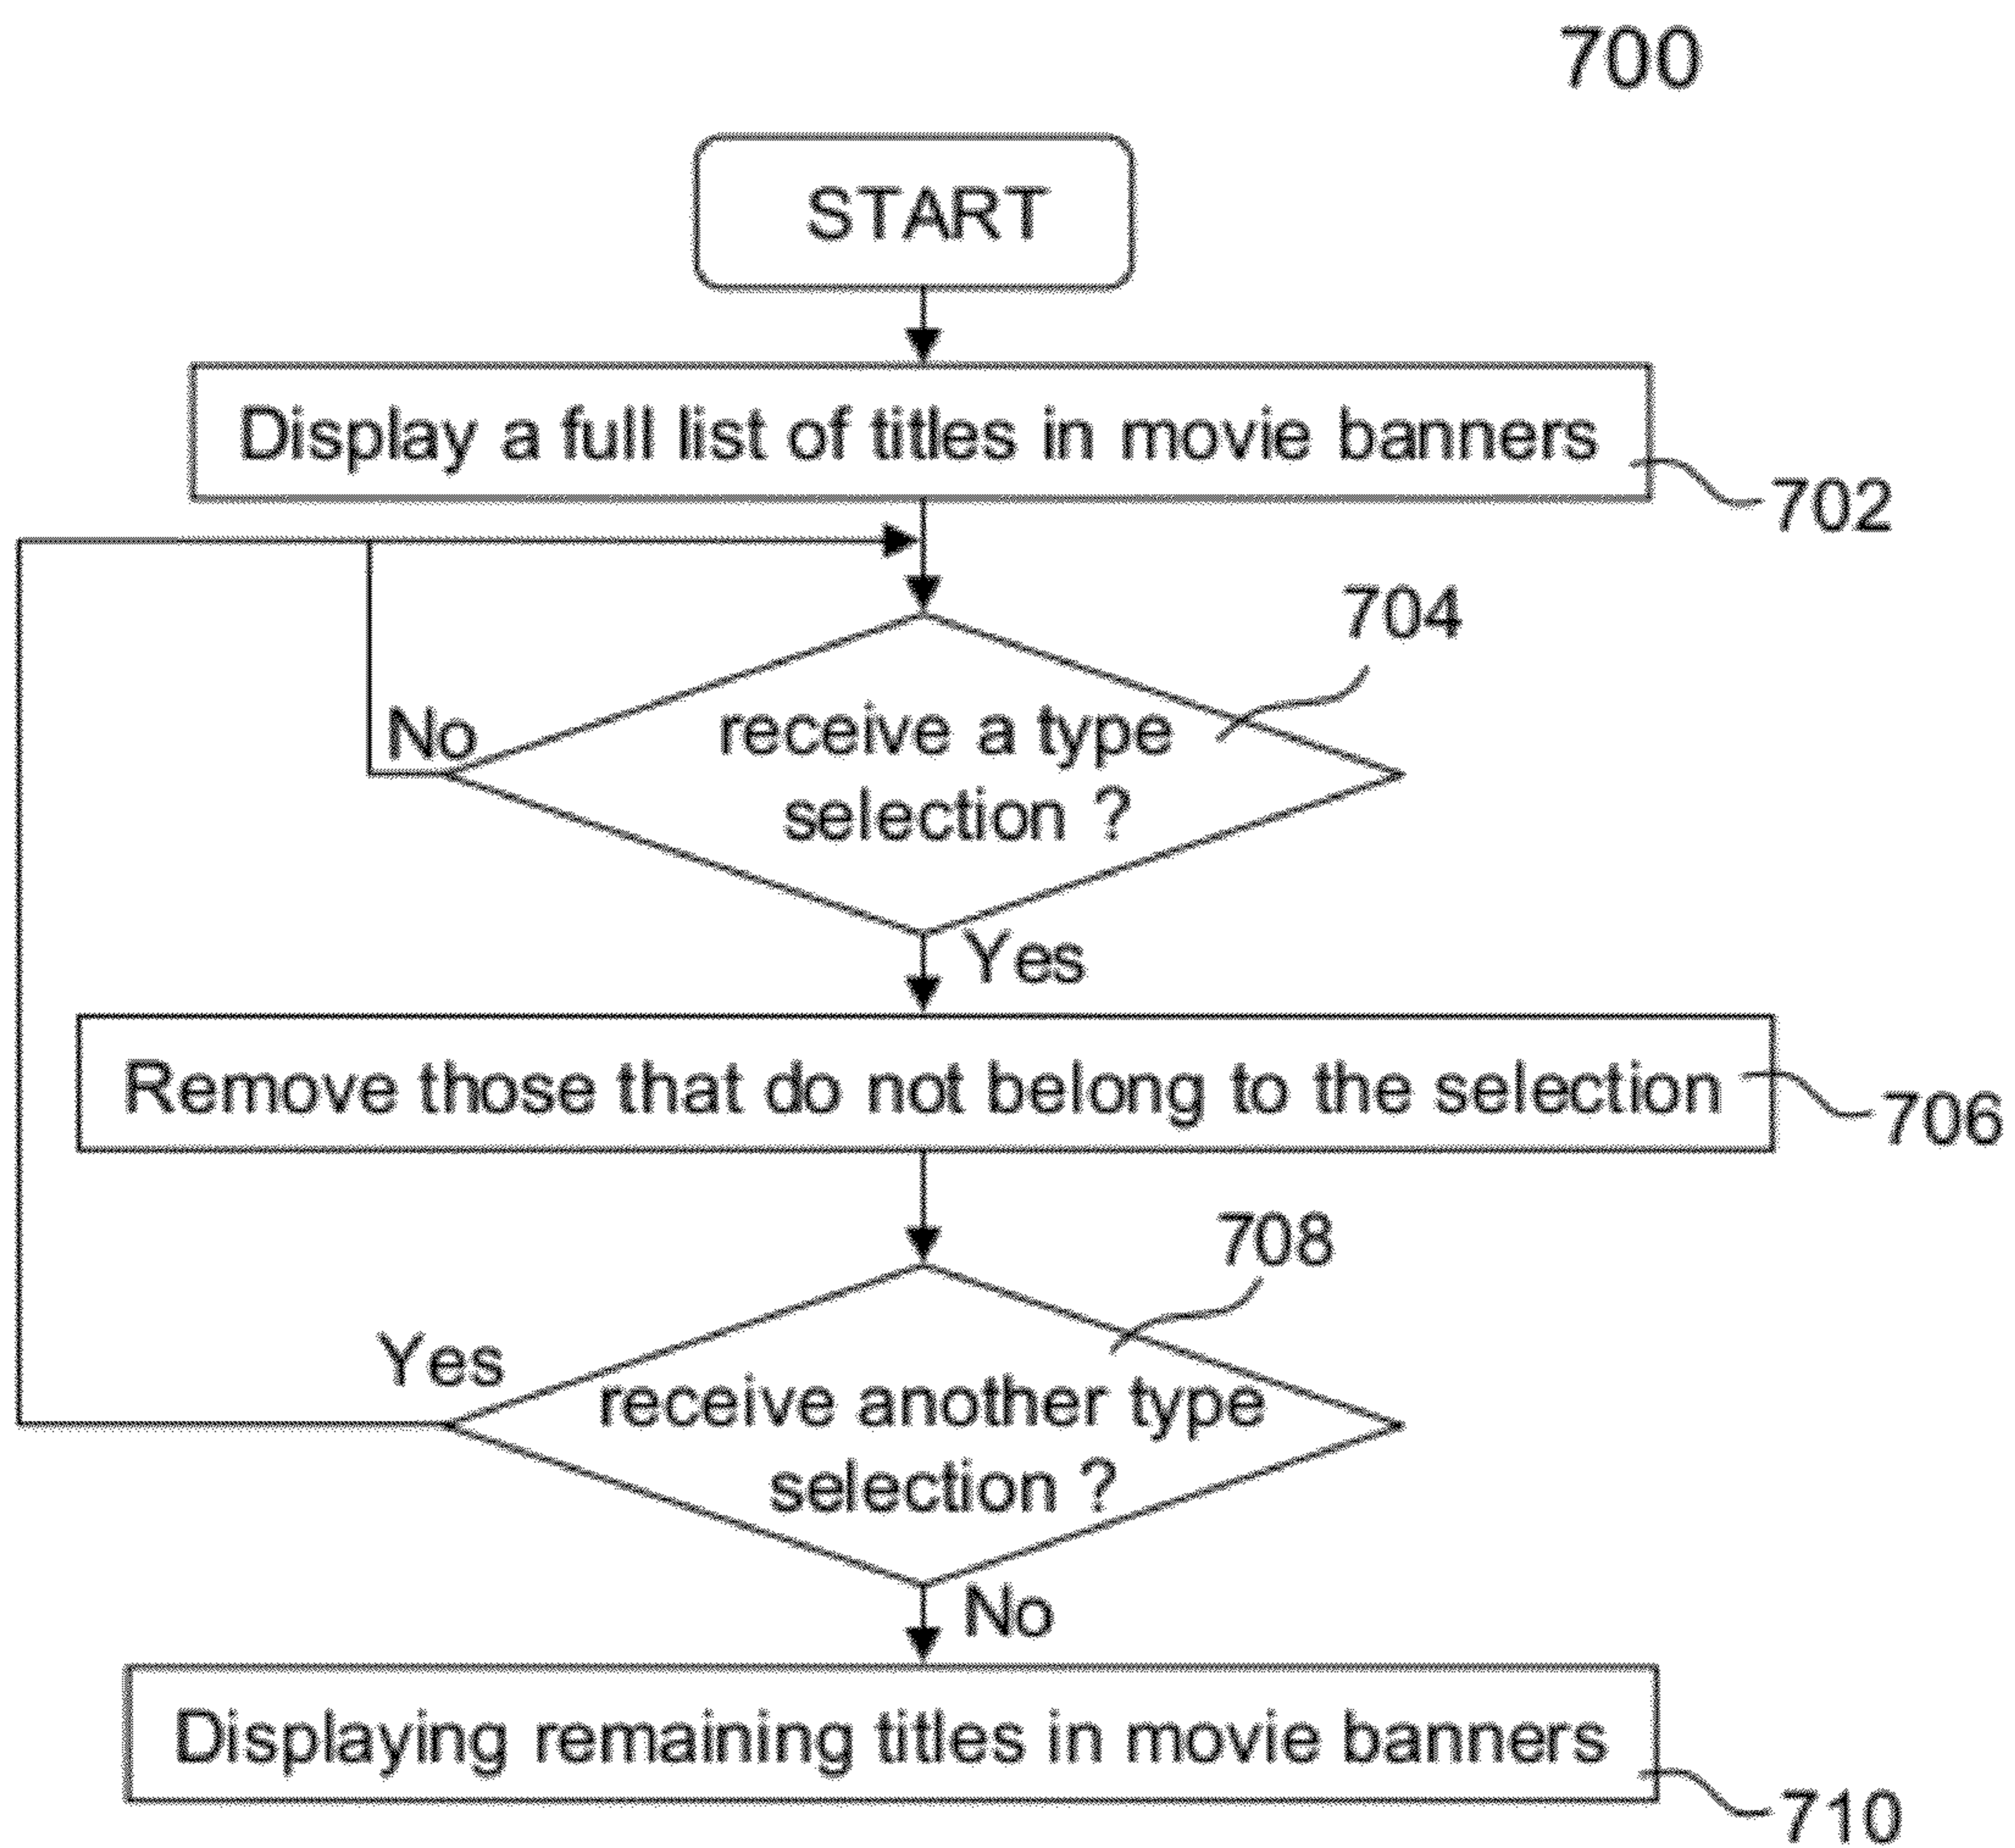 700
START
Display a full list of titles in movie banners
702
704
No
receive a type
selection ?
Yes
Remove those that do not belong to the selection
706
708
Yes
receive another type
selection ?
No
Displaying remaining titles in movie banners
710